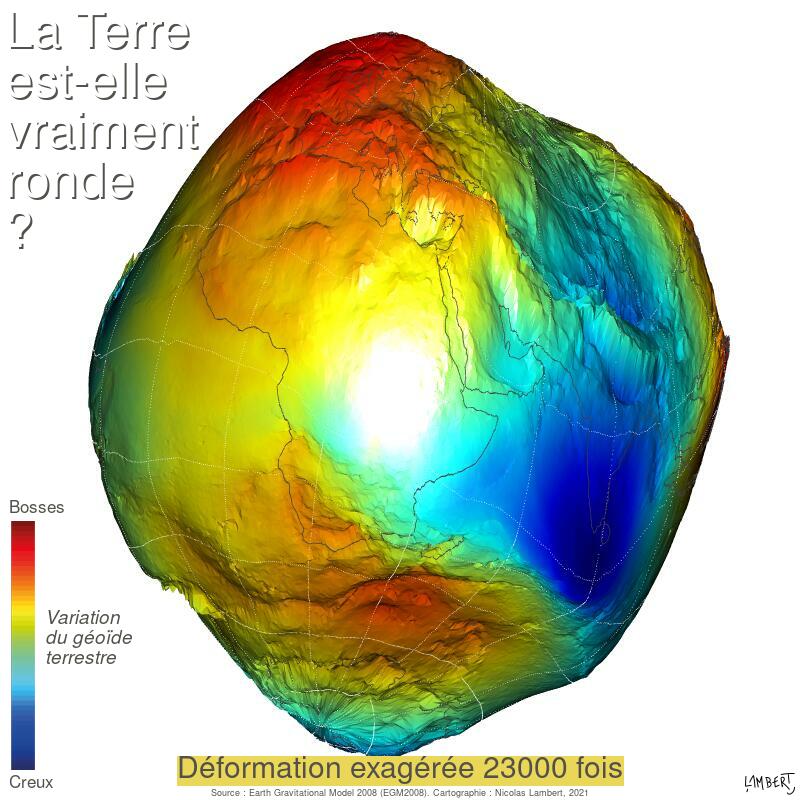 La Terre
est-elle
vraiment
ronde
?
Bosses
Variation
du géoïde
terrestre
Creux
Déformation exagérée 23000 fois
Source : Earth Gravitational Model 2008 (EGM2008). Cartographie : Nicolas Lambert, 2021
LAMBERT